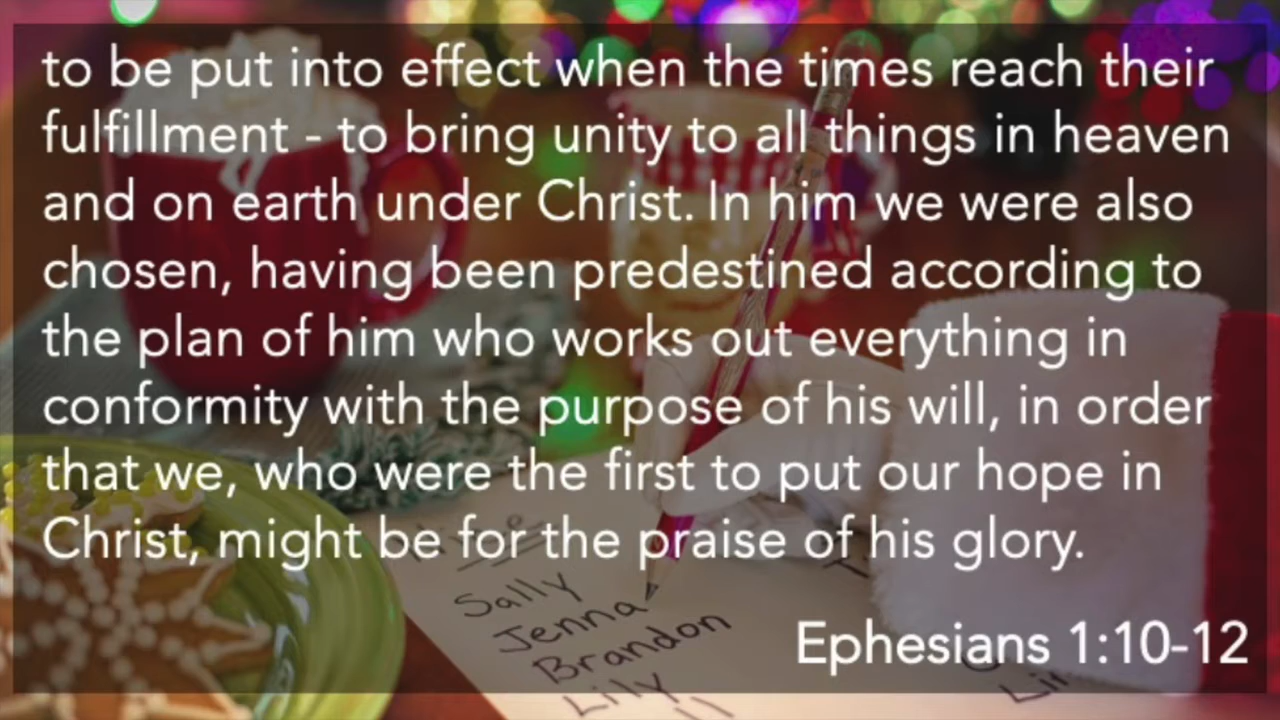 to be put into effect when the times reach their
fulfillment - to bring unity to all things in heaven
and on earth under Christ. In him we were also
chosen, having been predestined according to
the plan of him who works out everything in
conformity with the purpose of his will, in order
that we, who were the first to put our hope in
Christ, might be for the praise of his glory.
Ephesians 1:10-12
Sally
Jenna
Brandon
Lily